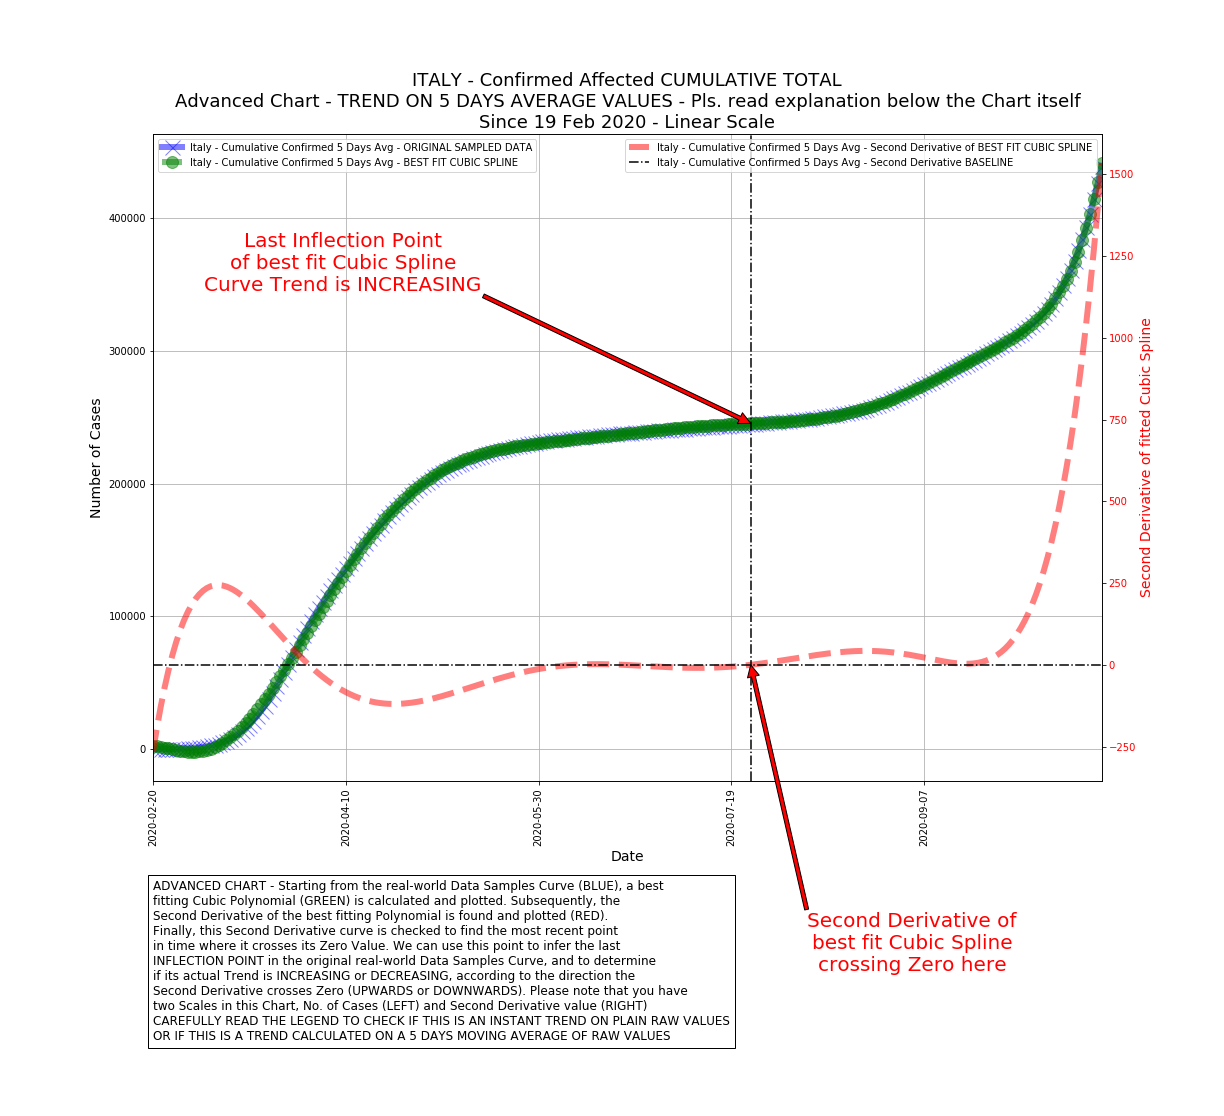 ITALY - Confirmed Affected CUMULATIVE TOTAL
Advanced Chart - TREND ON 5 DAYS AVERAGE VALUES - Pls. read explanation below the Chart itself
Since 19 Feb 2020 - Linear Scale
Italy - Cumulative Confirmed 5 Days Avg - ORIGINAL SAMPLED DATA
Italy - Cumulative Confirmed 5 Days Avg - BEST FIT CUBIC SPLINE
Italy - Cumulative Confirmed 5 Days Avg - Second Derivative of BEST FIT CUBIC SPLINE
Italy - Cumulative Confirmed 5 Days Avg - Second Derivative BASELINE
Last Inflection Point
of best fit Cubic Spline
Curve Trend is INCREASING
Number of Cases
400000
300000
200000
100000
0
1500
1250
1000
750
500
250
0
−250
Second Derivative of fitted Cubic Spline
2020-02-20
2020-04-10
2020-05-30
2020-07-19
2020-09-07
Date
Second Derivative of
best fit Cubic Spline
crossing Zero here
ADVANCED CHART - Starting from the real-world Data Samples Curve (BLUE), a best
fitting Cubic Polynomial (GREEN) is calculated and plotted. Subsequently, the
Second Derivative of the best fitting Polynomial is found and plotted (RED).
Finally, this Second Derivative curve is checked to find the most recent point
in time where it crosses its Zero Value. We can use this point to infer the last
INFLECTION POINT in the original real-world Data Samples Curve, and to determine
if its actual Trend is INCREASING or DECREASING, according to the direction the
Second Derivative crosses Zero (UPWARDS or DOWNWARDS). Please note that you have
two Scales in this Chart, No. of Cases (LEFT) and Second Derivative value (RIGHT)
CAREFULLY READ THE LEGEND TO CHECK IF THIS IS AN INSTANT TREND ON PLAIN RAW VALUES
OR IF THIS IS A TREND CALCULATED ON A 5 DAYS MOVING AVERAGE OF RAW VALUES